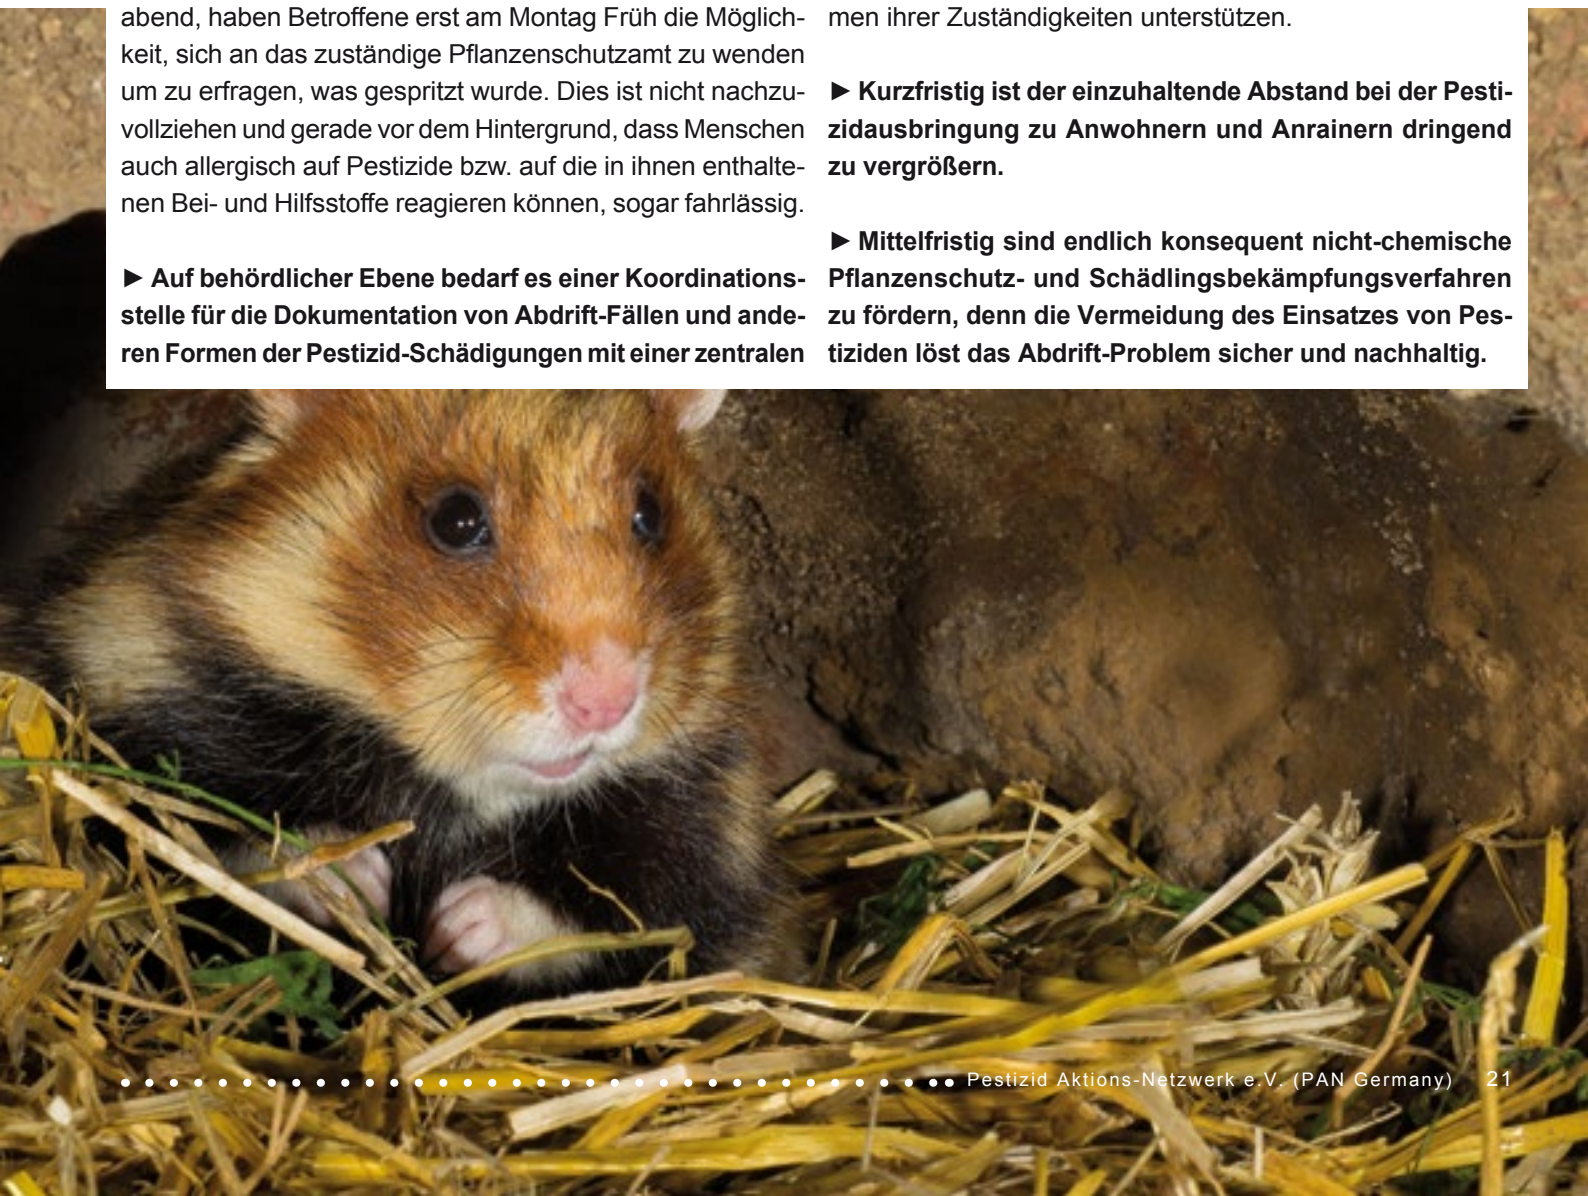 abend, haben Betroffene erst am Montag Früh die Möglich-
keit, sich an das zuständige Pflanzenschutzamt zu wenden
um zu erfragen, was gespritzt wurde. Dies ist nicht nachzu-
vollziehen und gerade vor dem Hintergrund, dass Menschen
auch allergisch auf Pestizide bzw. auf die in ihnen enthalte-
nen Bei- und Hilfsstoffe reagieren können, sogar fahrlässig.
► Auf behördlicher Ebene bedarf es einer Koordinations-
stelle für die Dokumentation von Abdrift-Fällen und ande-
ren Formen der Pestizid-Schädigungen mit einer zentralen
men ihrer Zuständigkeiten unterstützen.
► Kurzfristig ist der einzuhaltende Abstand bei der Pesti-
zidausbringung zu Anwohnern und Anrainern dringend
zu vergrößern.
► Mittelfristig sind endlich konsequent nicht-chemische
Pflanzenschutz- und Schädlingsbekämpfungsverfahren
zu fördern, denn die Vermeidung des Einsatzes von Pes-
tiziden löst das Abdrift-Problem sicher und nachhaltig.
Pestizid Aktions-Netzwerk e.V. (PAN Germany) 21